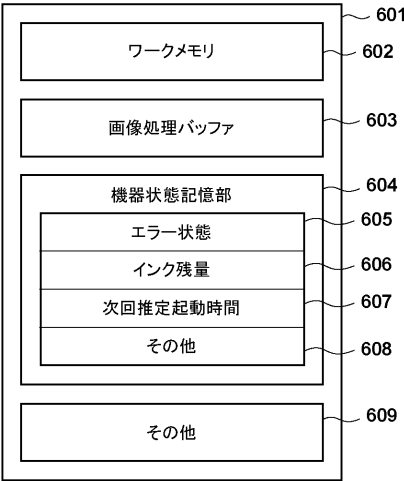 601
ワークメモリ 602
画像処理バッファ 603
604
機器状態記憶部
エラー状態 605
インク残量 606
次回推定起動時間 607
その他 608
その他 609